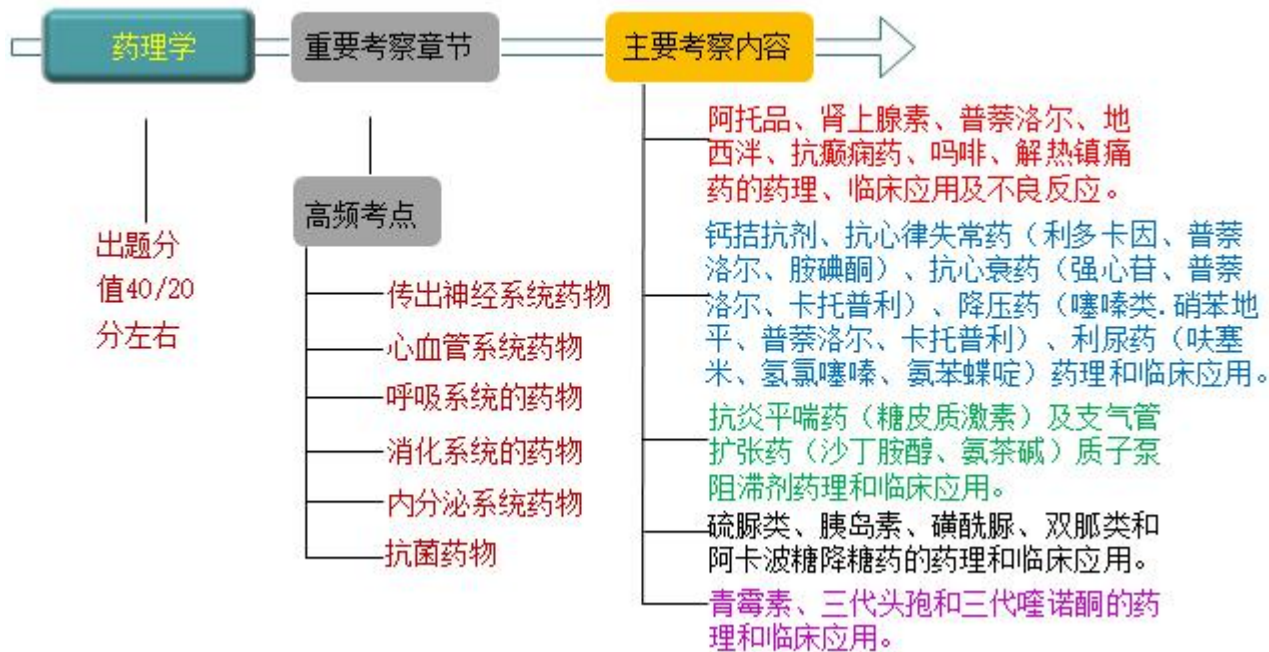 药理学
重要考察章节
主要考察内容
出题分
值40/20
分左右
高频考点
传出神经系统药物
心血管系统药物
呼吸系统的药物
消化系统的药物
内分泌系统药物
抗菌药物
阿托品、肾上腺素、普萘洛尔、地
西泮、抗癫痫药、吗啡、解热镇痛
药的药理、临床应用及不良反应。
钙拮抗剂、抗心律失常药（利多卡因、普萘
洛尔、胺碘酮）、抗心衰药（强心苷、普萘
洛尔、卡托普利）、降压药（噻嗪类.硝苯地
平、普萘洛尔、卡托普利）、利尿药（呋塞
米、氢氯噻嗪、氨苯蝶啶）药理和临床应用。
抗炎平喘药（糖皮质激素）及支气管
扩张药（沙丁胺醇、氨茶碱）质子泵
阻滞剂药理和临床应用。
硫脲类、胰岛素、磺酰脲、双胍类和
阿卡波糖降糖药的药理和临床应用。
青霉素、三代头孢和三代喹诺酮的药
理和临床应用。